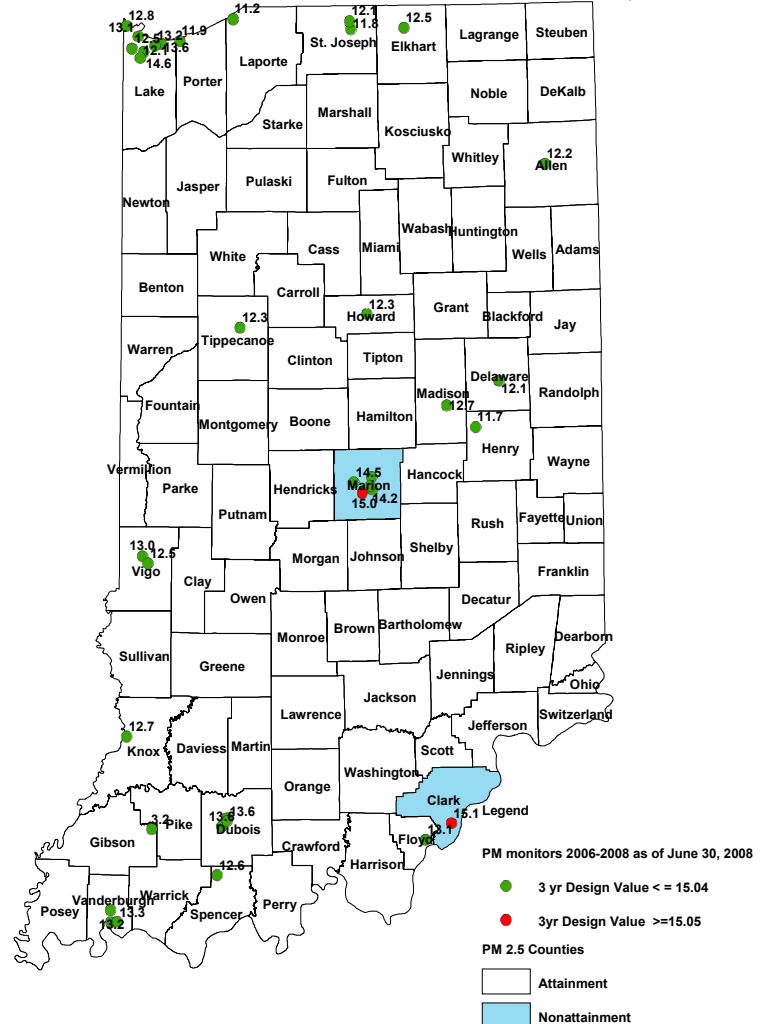 12.8
13.1
12.5
13.2
11.9
13.6
12.1
14.6
11.2
12.1
11.8
12.5
St. Joseph
Elkhart
Lagrange
Steuben
Laporte
Lake
Porter
Noble
DeKalb
Starke
Marshall
Kosciusko
12.2
Allen
Whitley
Newton
Jasper
Pulaski
Fulton
Wabash
Huntington
White
Cass
Miami
Wells
Adams
Benton
Carroll
12.3
Howard
Grant
Blackford
Jay
12.3
Tippecanoe
Warren
Clinton
Tipton
Delaware
12.1
Madison
12.7
Randolph
Fountain
Montgomery
Boone
Hamilton
11.7
Henry
Wayne
Vermillion
Parke
Putnam
Hendricks
14.5
Marion
15.0
14.2
Hancock
Rush
Fayette
Union
13.0
12.5
Vigo
Clay
Owen
Morgan
Johnson
Shelby
Franklin
Decatur
Sullivan
Greene
Monroe
Brown
Bartholomew
Ripley
Dearborn
Jennings
Ohio
Jackson
Lawrence
Jefferson
Switzerland
12.7
Knox
Daviess
Martin
Scott
Washington
Orange
Clark
15.1
Legend
13.1
Floyd
3.2
Pike
13.6
13.6
Dubois
Gibson
Crawford
Harrison
12.6
Warrick
Vanderburgh
13.3
13.2
Posey
Spencer
Perry
PM monitors 2006-2008 as of June 30, 2008
3 yr Design Value < = 15.04
3yr Design Value >=15.05
PM 2.5 Counties
Attainment
Nonattainment